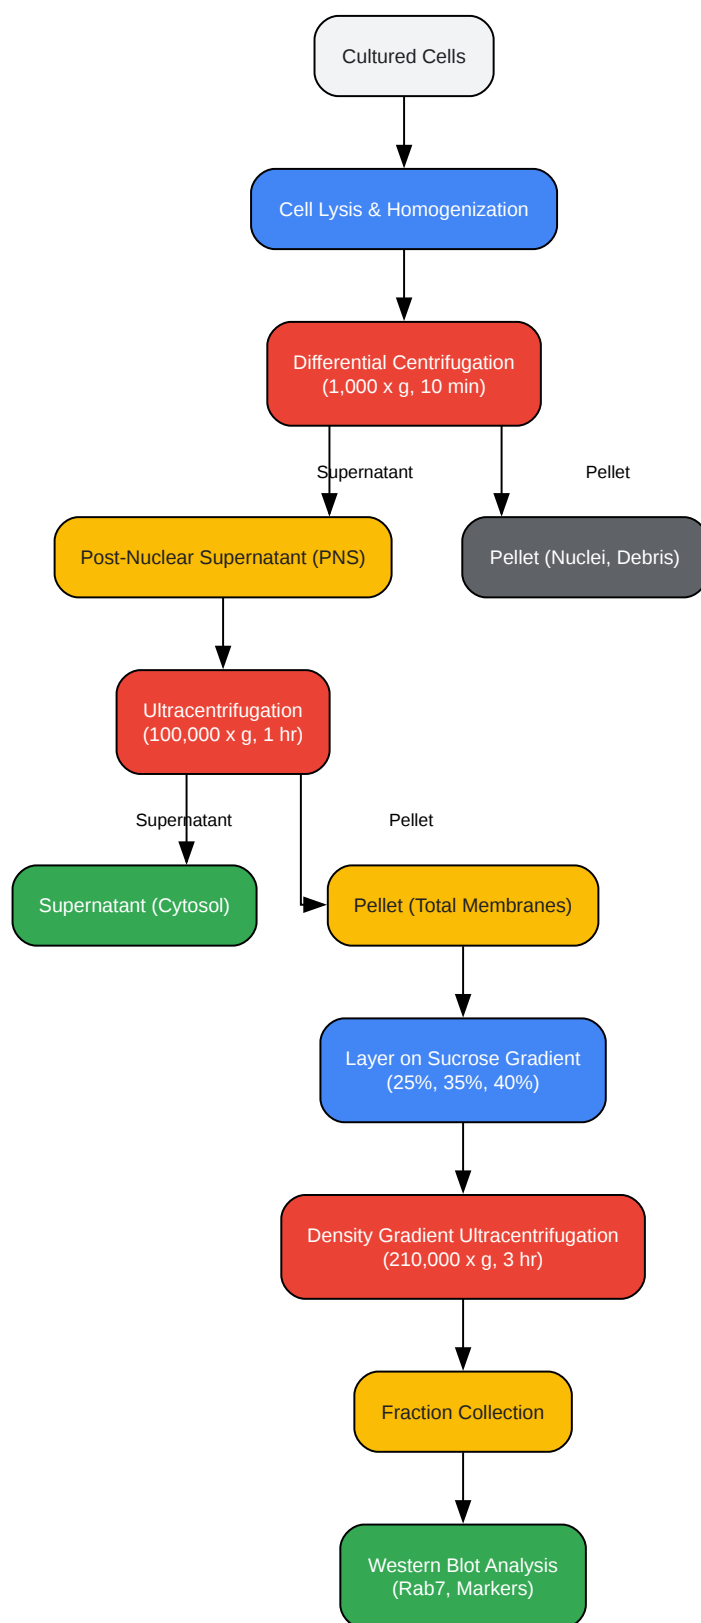 Cultured Cells
Cell Lysis & Homogenization
Differential Centrifugation
(1,000 x g, 10 min)
Supernatant
Pellet
Post-Nuclear Supernatant (PNS)
Pellet (Nuclei, Debris)
Ultracentrifugation
(100,000 x g, 1 hr)
Supernatant
Pellet
Supernatant (Cytosol)
Pellet (Total Membranes)
Layer on Sucrose Gradient
(25%, 35%, 40%)
Density Gradient Ultracentrifugation
(210,000 x g, 3 hr)
Fraction Collection
Western Blot Analysis
(Rab7, Markers)